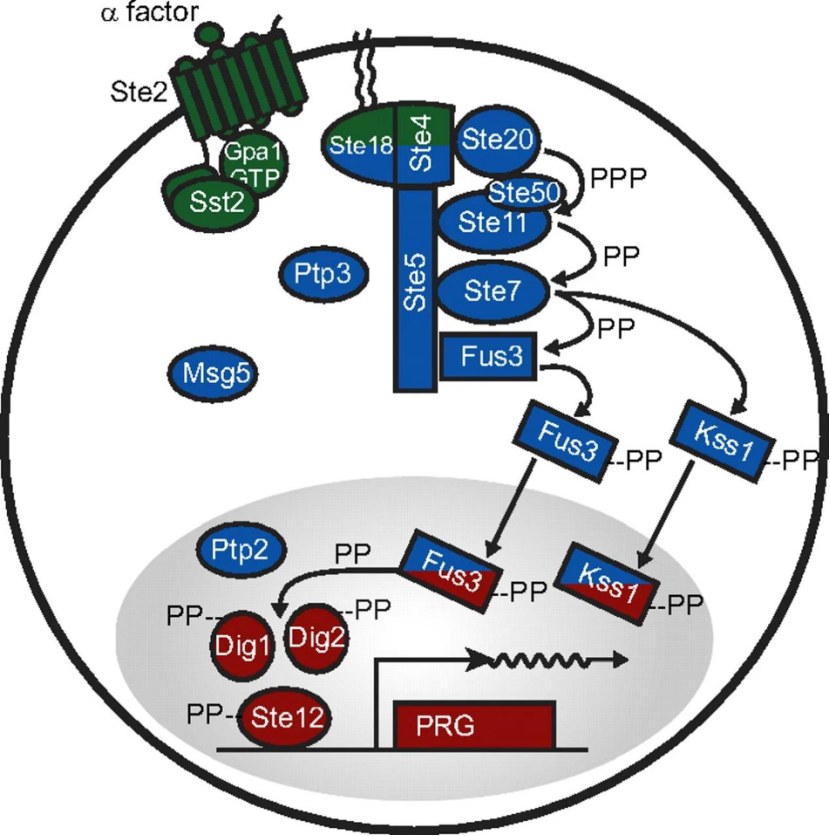 α factor
Ste2
Gpa1
GTP
Sst2
Ste18
Ste4
Ste20
Ste50
PPP
Ste11
PP
Ste5
Ste7
PP
Fus3
Ptp3
Msg5
Fus3
--PP
Kss1
--PP
Ptp2
PP
Fus3
--PP
Kss1
--PP
PP--
Dig1
Dig2
--PP
PP--
Ste12
PRG